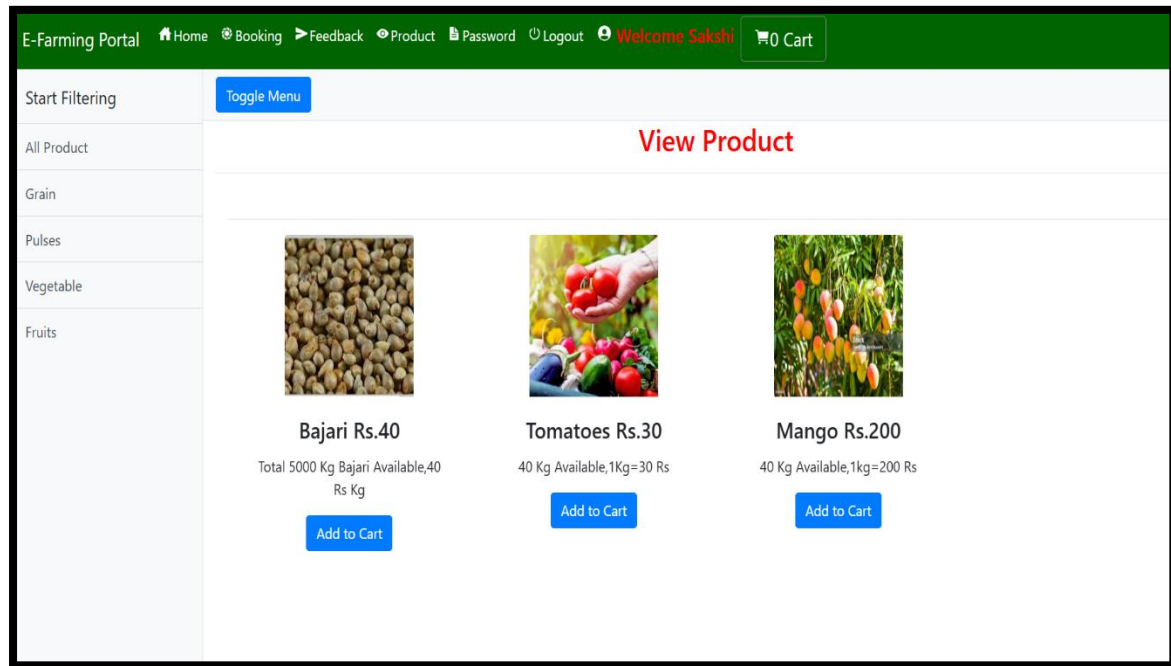 E-Farming Portal Home Booking Feedback Product Password Logout Welcome Sakshi 0 Cart
Start Filtering
All Product
Grain
Pulses
Vegetable
Fruits
Toggle Menu
View Product
Bajari Rs.40
Total 5000 Kg Bajari Available,40
Rs Kg
Add to Cart
Tomatoes Rs.30
40 Kg Available,1Kg=30 Rs
Add to Cart
Mango Rs.200
40 Kg Available,1kg=200 Rs
Add to Cart